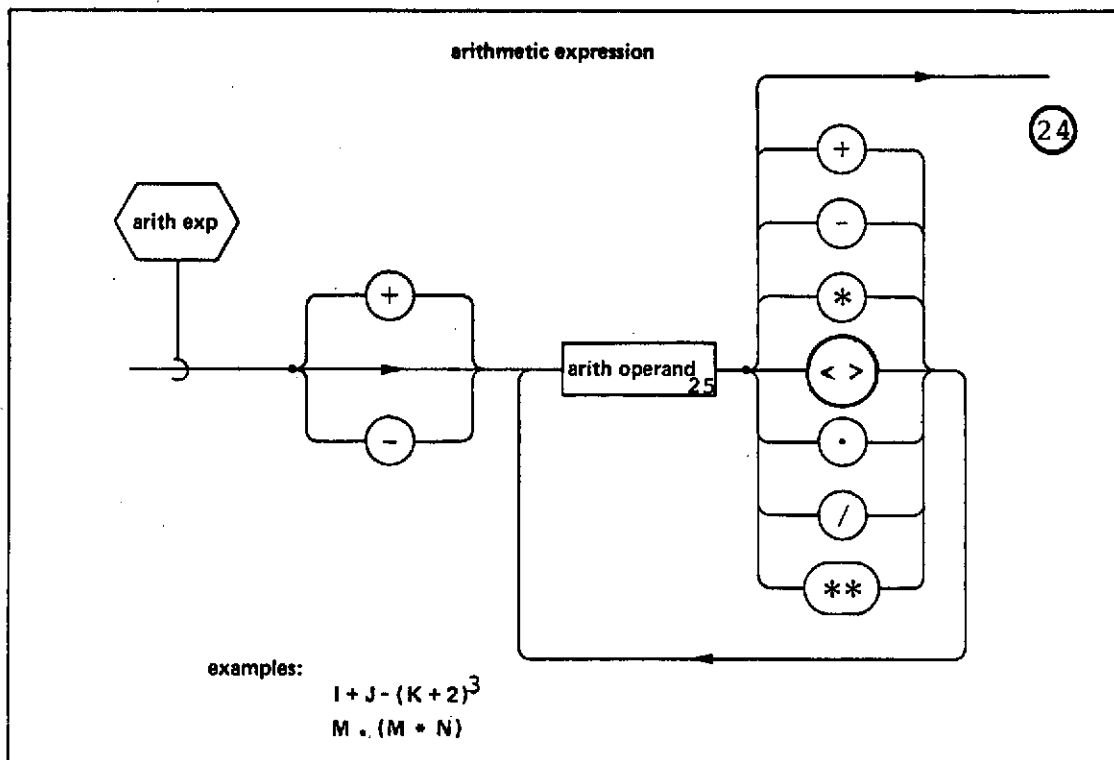 arithmetic expression
24
arith exp
+
-
arith operand
25
+
-
*
< >
•
/
**
examples:
I + J - (K + 2)³
M . (M * N)